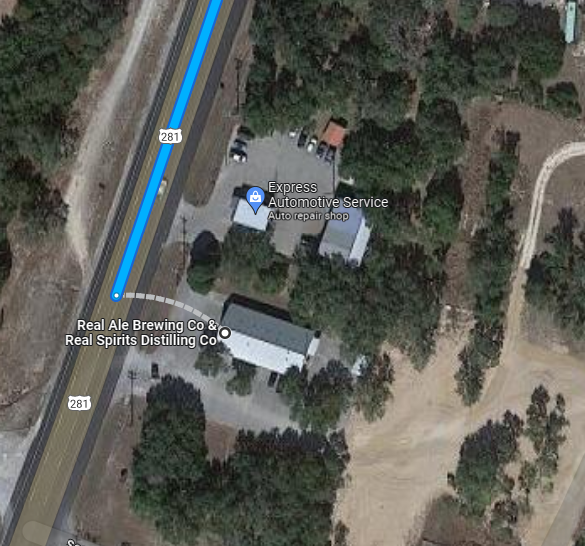 281
Express
Automotive Service
Auto repair shop
Real Ale Brewing Co &
Real Spirits Distilling Co
281